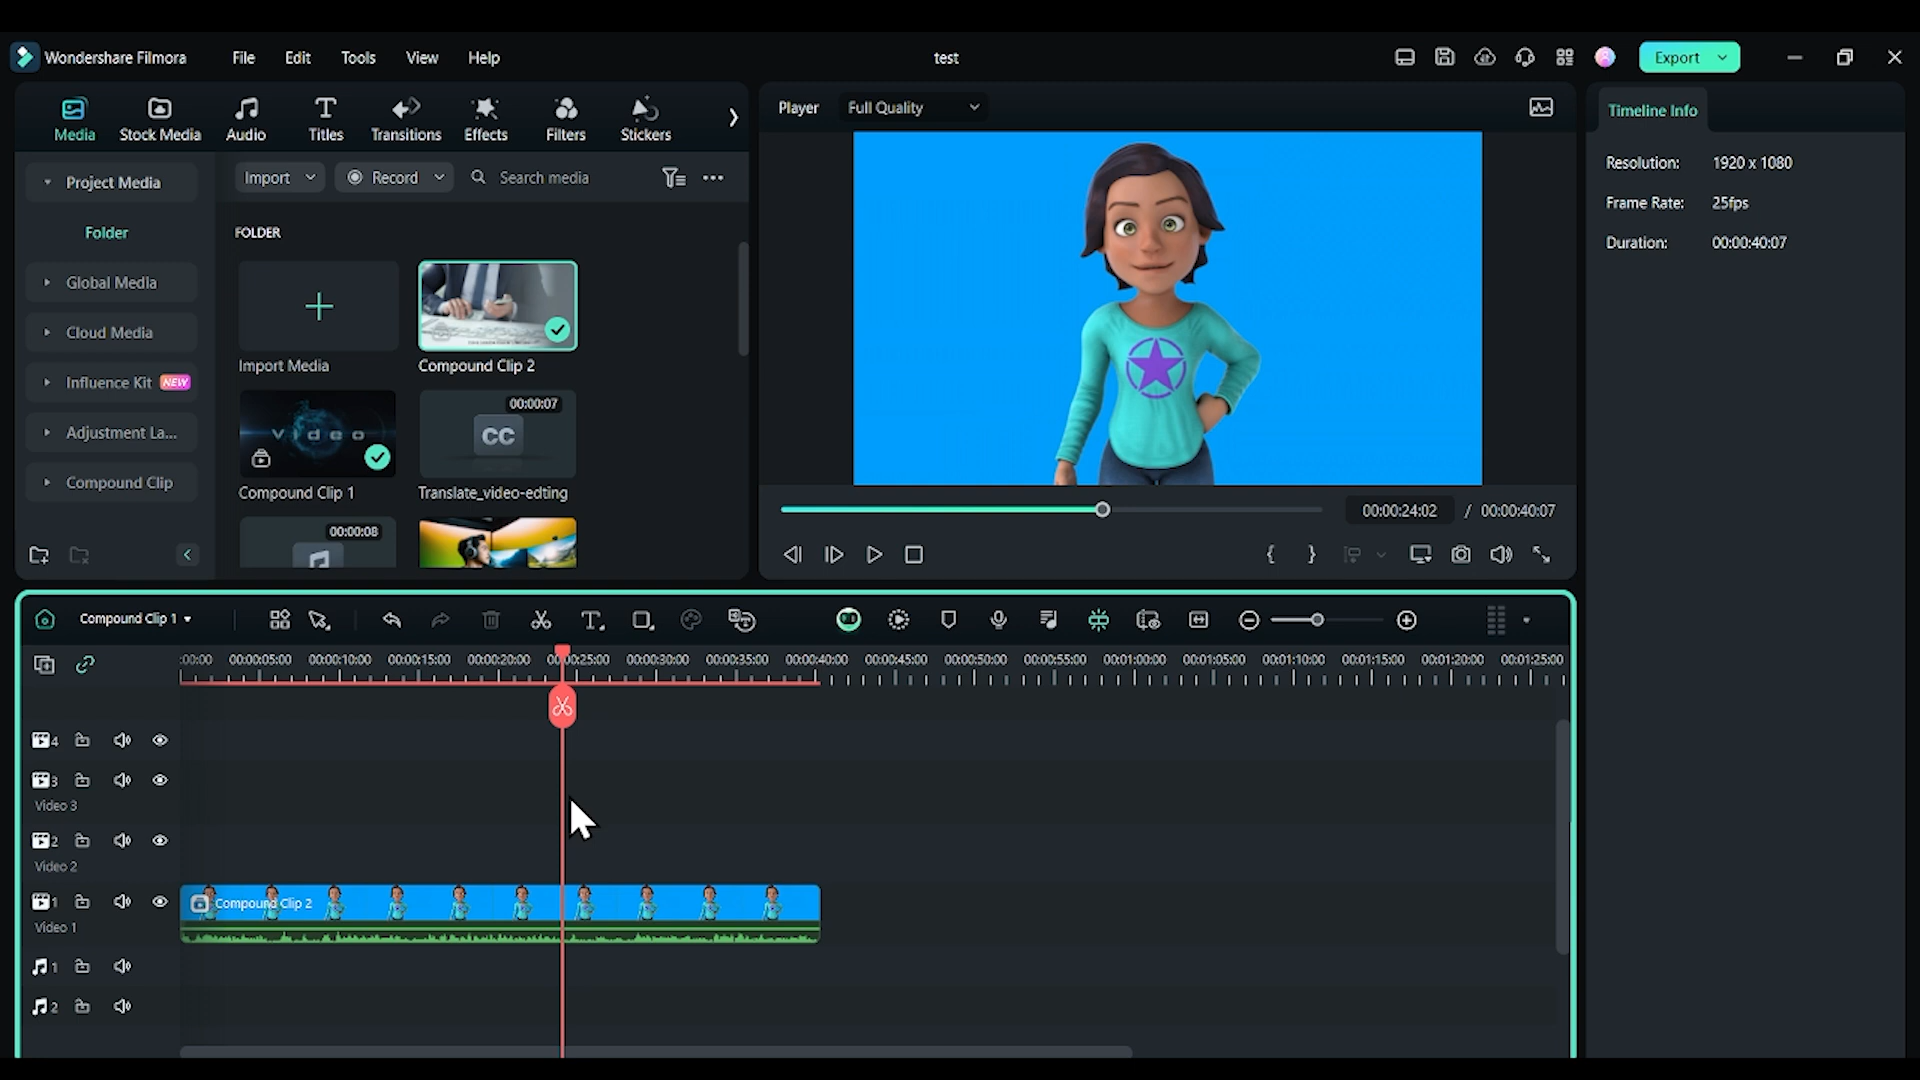 Wondershare Filmora
File
Edit
Tools
View
Help
test
Export
Media
Stock Media
Audio
Titles
Transitions
Effects
Filters
Stickers
Player
Full Quality
Timeline Info
Project Media
Folder
Global Media
Cloud Media
Influence Kit NEW
Adjustment La...
Compound Clip
Import
Record
Search media
FOLDER
Import Media
Compound Clip 2
video
Compound Clip 1
00:00:07
CC
Translate_video-edting
00:00:08
00:00:24:02 / 00:00:40:07
Resolution: 1920 x 1080
Frame Rate: 25fps
Duration: 00:00:40:07
Compound Clip 1
:00:00 00:00:05:00 00:00:10:00 00:00:15:00 00:00:20:00 00:00:25:00 00:00:30:00 00:00:35:00 00:00:40:00 00:00:45:00 00:00:50:00 00:00:55:00 00:01:00:00 00:01:05:00 00:01:10:00 00:01:15:00 00:01:20:00 00:01:25:00
4
3
Video 3
2
Video 2
1
Video 1
Compound Clip 2
1
2